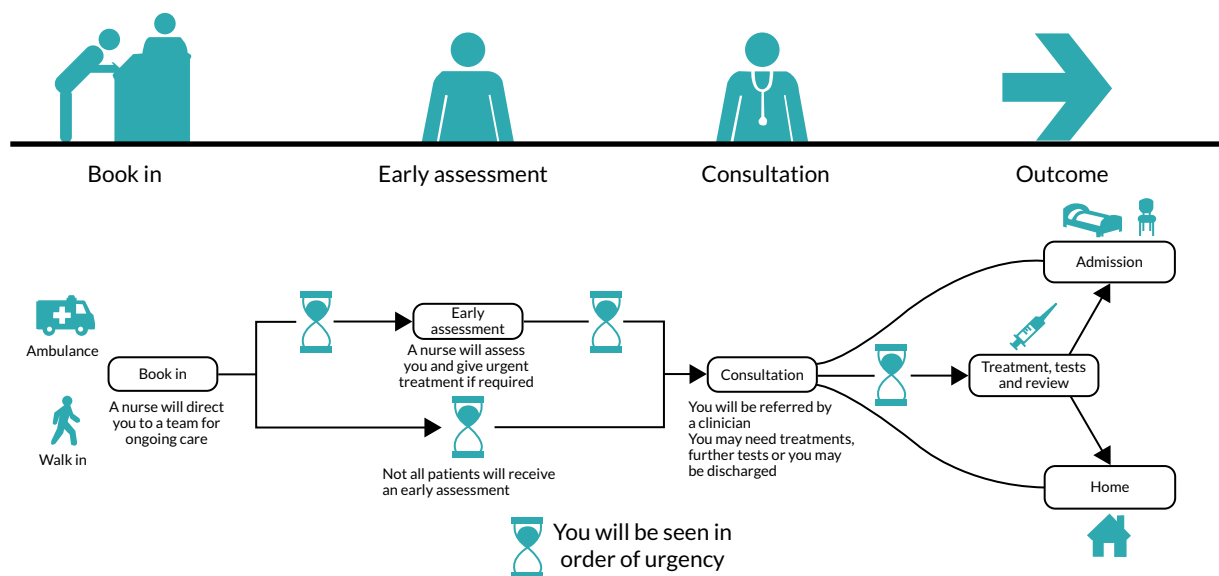 Book in
Early assessment
Consultation
Outcome
Ambulance
Walk in
Book in
A nurse will direct
you to a team for
ongoing care
Early
assessment
A nurse will assess
you and give urgent
treatment if required
Not all patients will receive
an early assessment
Consultation
You will be referred by
a clinician
You may need treatments,
further tests or you may
be discharged
Admission
Treatment, tests
and review
Home
You will be seen in
order of urgency